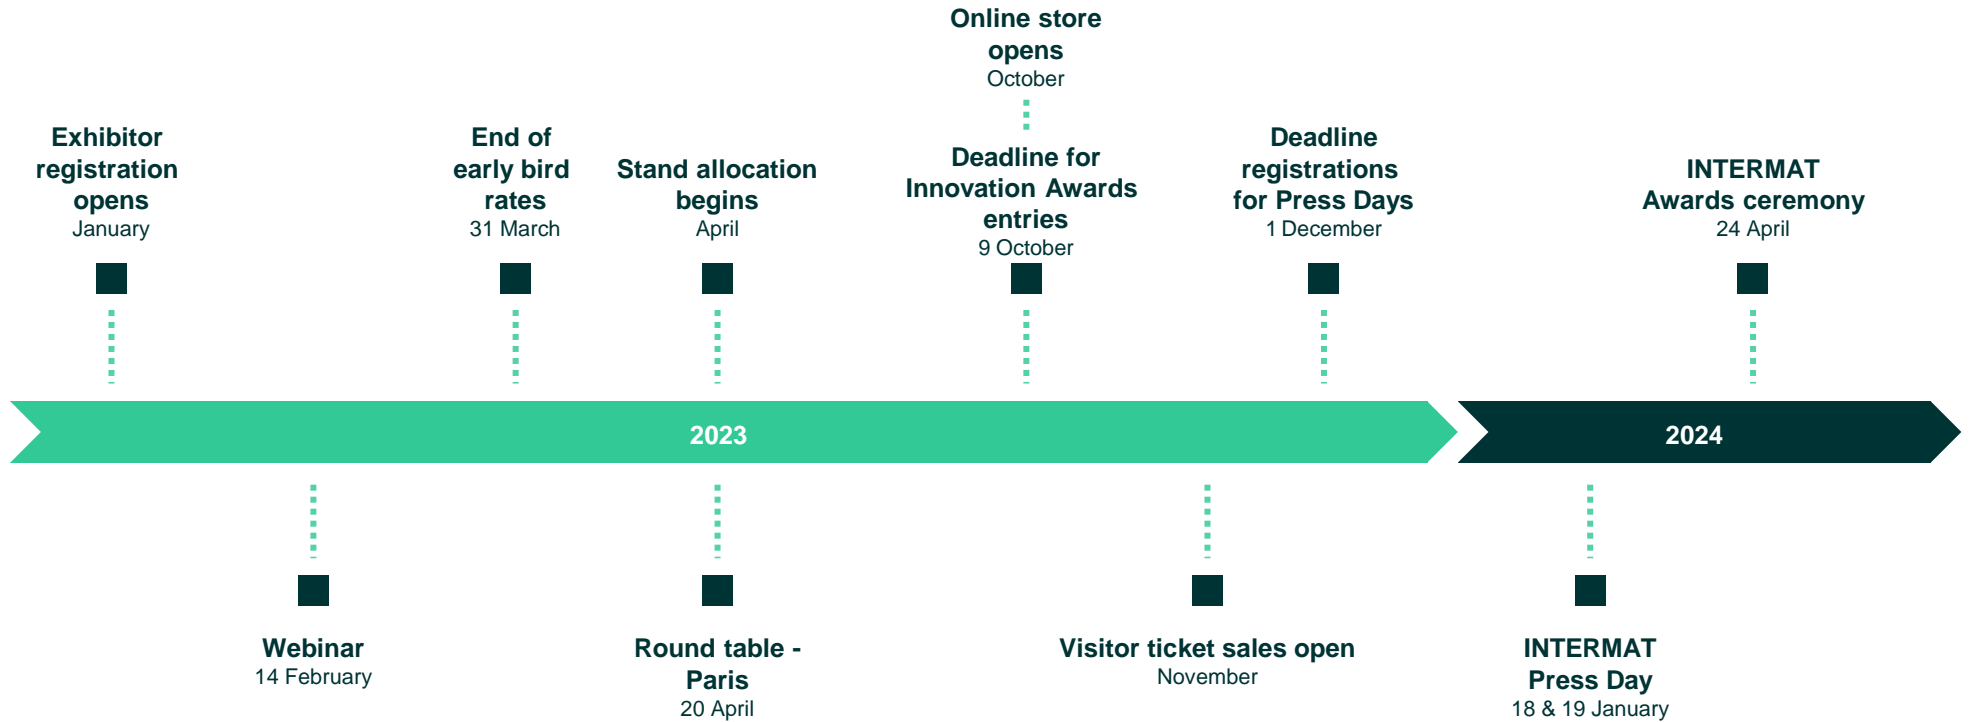 Online store
opens
October
Exhibitor
registration
opens
January
End of
early bird
rates
31 March
Stand allocation
begins
April
Deadline for
Innovation Awards
entries
9 October
Deadline
registrations
for Press Days
1 December
INTERMAT
Awards ceremony
24 April
2023
2024
Webinar
14 February
Round table -
Paris
20 April
Visitor ticket sales open
November
INTERMAT
Press Day
18 & 19 January